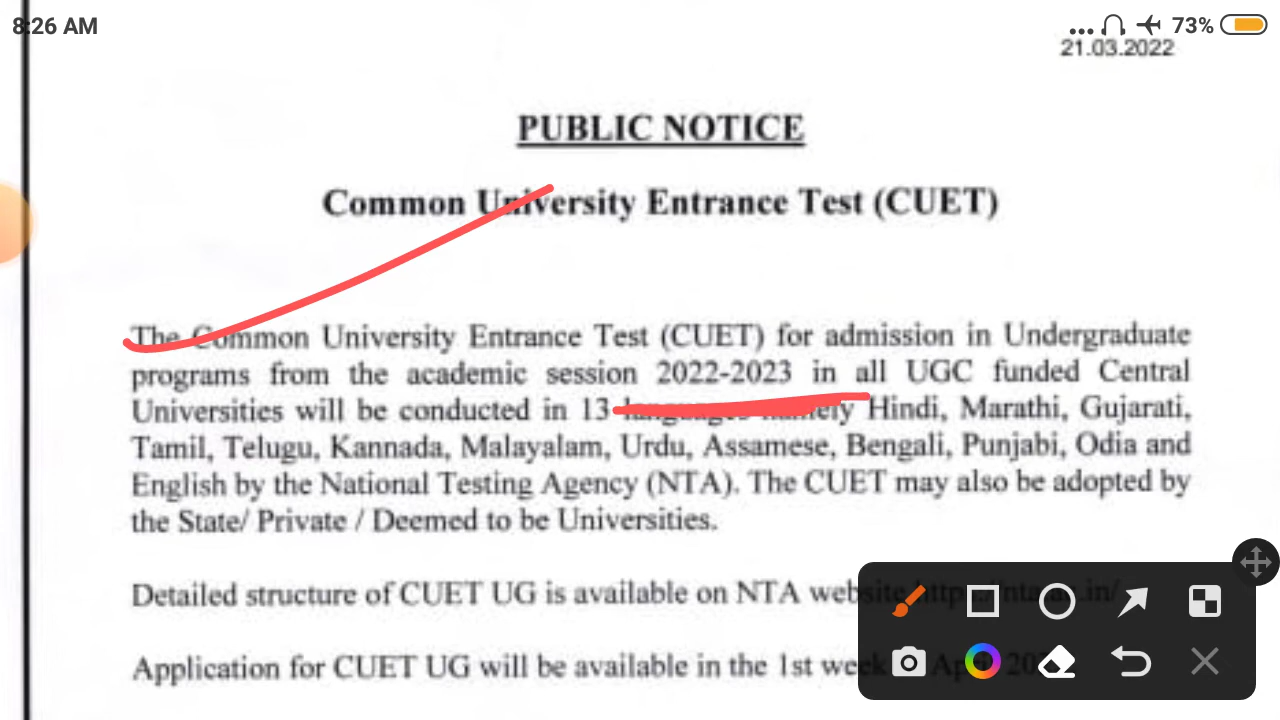 8:26 AM
73%
21.03.2022
PUBLIC NOTICE
Common University Entrance Test (CUET)
The Common University Entrance Test (CUET) for admission in Undergraduate
programs from the academic session 2022-2023 in all UGC funded Central
Universities will be conducted in 13 languages namely Hindi, Marathi, Gujarati,
Tamil, Telugu, Kannada, Malayalam, Urdu, Assamese, Bengali, Punjabi, Odia and
English by the National Testing Agency (NTA). The CUET may also be adopted by
the State/ Private / Deemed to be Universities.
Detailed structure of CUET UG is available on NTA website
Application for CUET UG will be available in the 1st week